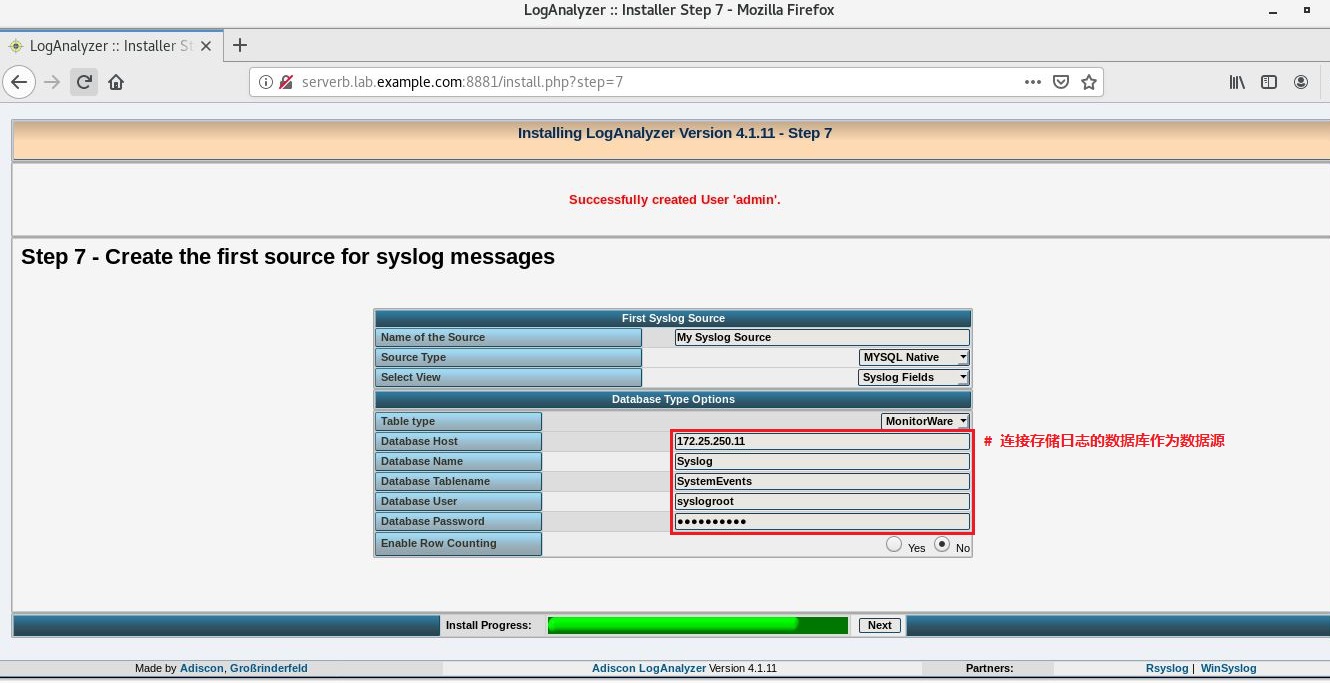 LogAnalyzer :: Installer Step 7 - Mozilla Firefox
LogAnalyzer :: Installer St
serverb.lab.example.com:8881/install.php?step=7
Installing LogAnalyzer Version 4.1.11 - Step 7
Successfully created User 'admin'.
Step 7 - Create the first source for syslog messages
First Syslog Source
Name of the Source My Syslog Source
Source Type MYSQL Native
Select View Syslog Fields
Database Type Options
Table type MonitorWare
Database Host 172.25.250.11 # 连接存储日志的数据库作为数据源
Database Name Syslog
Database Tablename SystemEvents
Database User syslogroot
Database Password ●●●●●●●●●●
Enable Row Counting Yes No
Install Progress: Next
Made by Adiscon, Großrinderfeld Adiscon LogAnalyzer Version 4.1.11 Partners: Rsyslog | WinSyslog